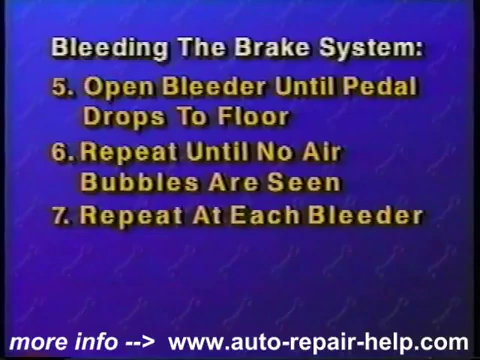 Bleeding The Brake System:
5. Open Bleeder Until Pedal
Drops To Floor
6. Repeat Until No Air
Bubbles Are Seen
7. Repeat At Each Bleeder
more info --> www.auto-repair-help.com